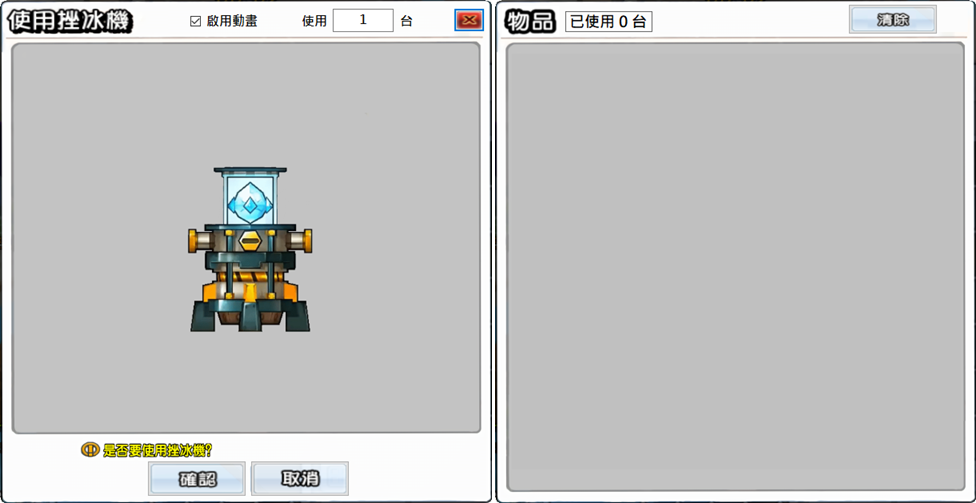 使用挫冰機
啟用動畫
使用 1 台
是否要使用挫冰機?
確認
取消
物品
已使用 0 台
清除